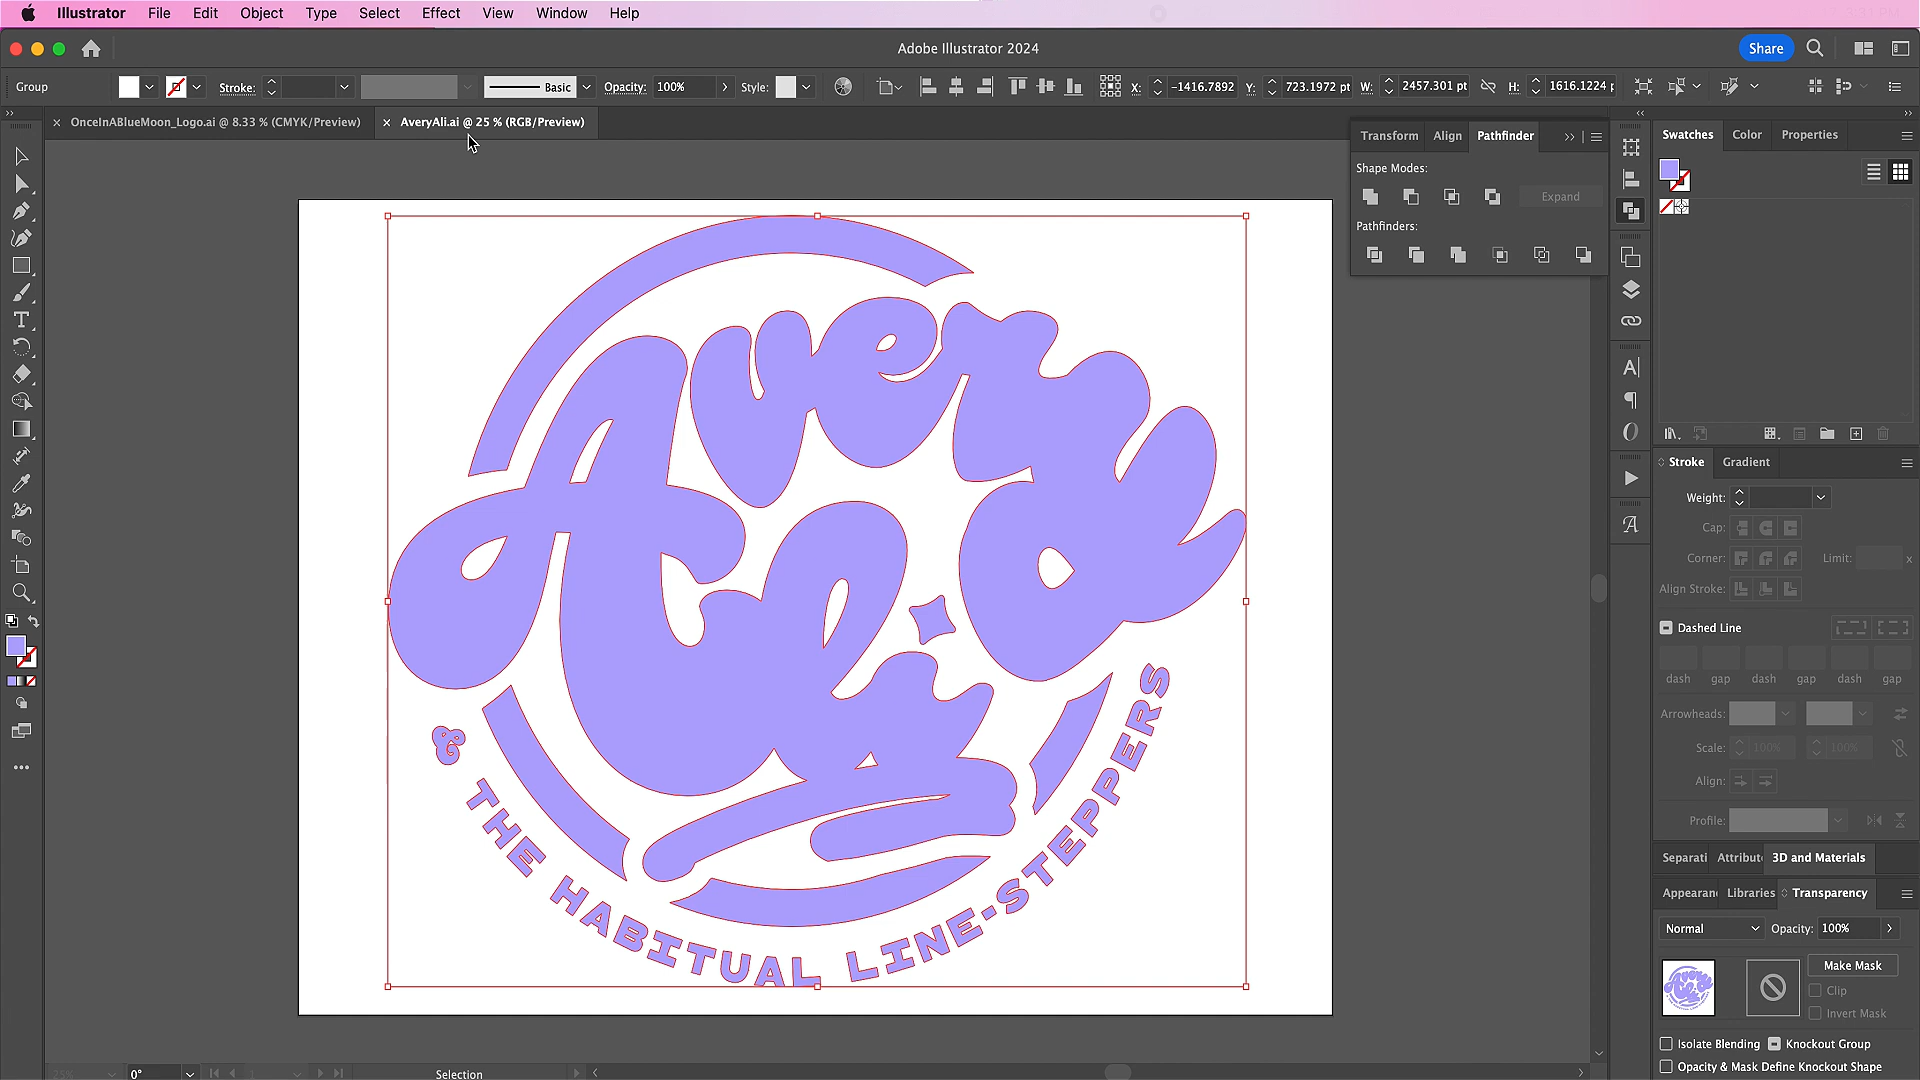 Illustrator File Edit Object Type Select Effect View Window Help
Adobe Illustrator 2024
Share
Group Stroke: Basic Opacity: 100% Style: X: -1416.7892 Y: 723.1972 pt W: 2457.301 pt H: 1616.1224 p
OnceInABlueMoon_Logo.ai @ 8.33 % (CMYK/Preview) AveryAli.ai @ 25 % (RGB/Preview)
Transform Align Pathfinder
Shape Modes:
Expand
Pathfinders:
Swatches Color Properties
Avery
Ali
& THE HABITUAL LINE-STEPPERS
Stroke Gradient
Weight:
Cap:
Corner: Limit: x
Align Stroke:
Dashed Line
dash gap dash gap dash gap
Arrowheads:
Scale: 100% 100%
Align:
Profile:
Separati Attribut 3D and Materials
Appearan Libraries Transparency
Normal Opacity: 100%
Make Mask
Clip
Invert Mask
Isolate Blending Knockout Group
Opacity & Mask Define Knockout Shape
25% 0° 1 Selection